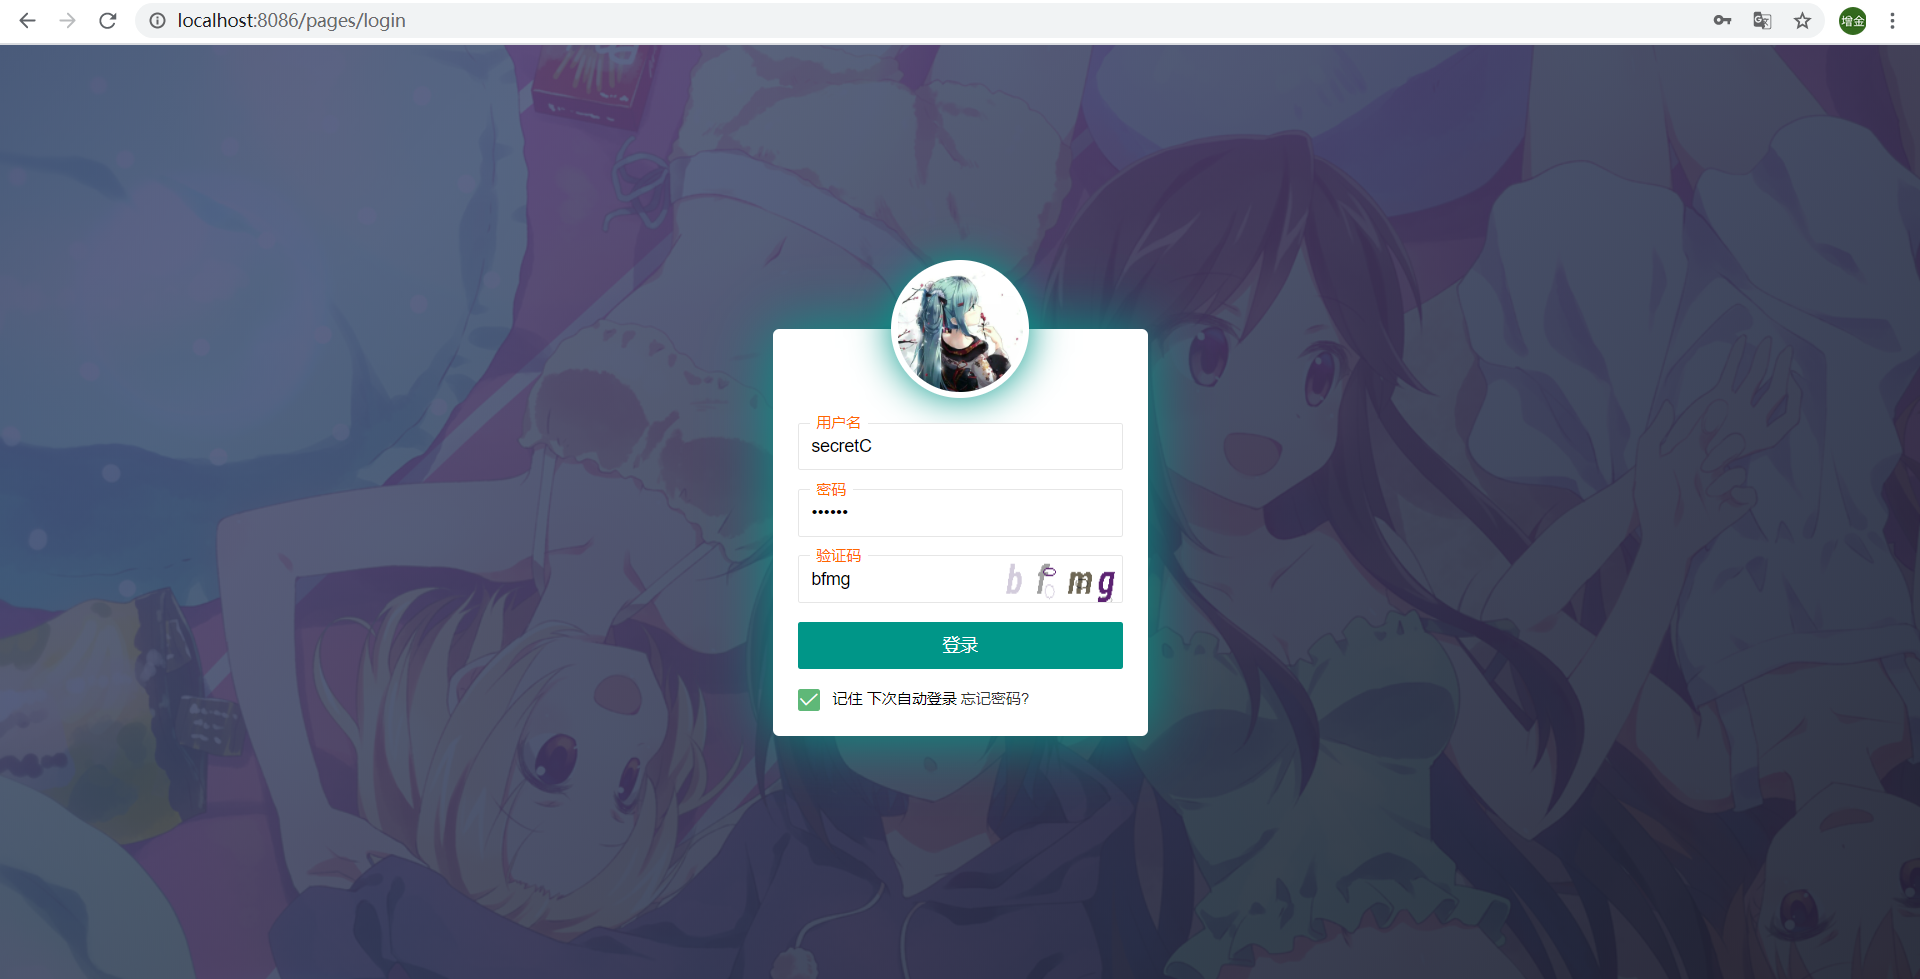 localhost:8086/pages/login
增金
用户名
secretC
密码
••••••
验证码
bfmg
b f m g
登录
记住 下次自动登录 忘记密码?